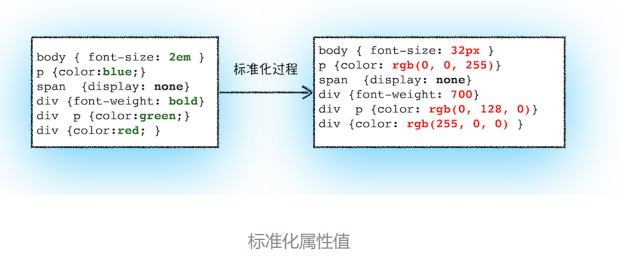 body { font-size: 2em }
p {color:blue;}
span  {display: none}
div {font-weight: bold}
div  p {color:green;}
div {color:red; }
标准化过程
body { font-size: 32px }
p {color: rgb(0, 0, 255)}
span  {display: none}
div {font-weight: 700}
div  p {color: rgb(0, 128, 0)}
div {color: rgb(255, 0, 0) }
标准化属性值